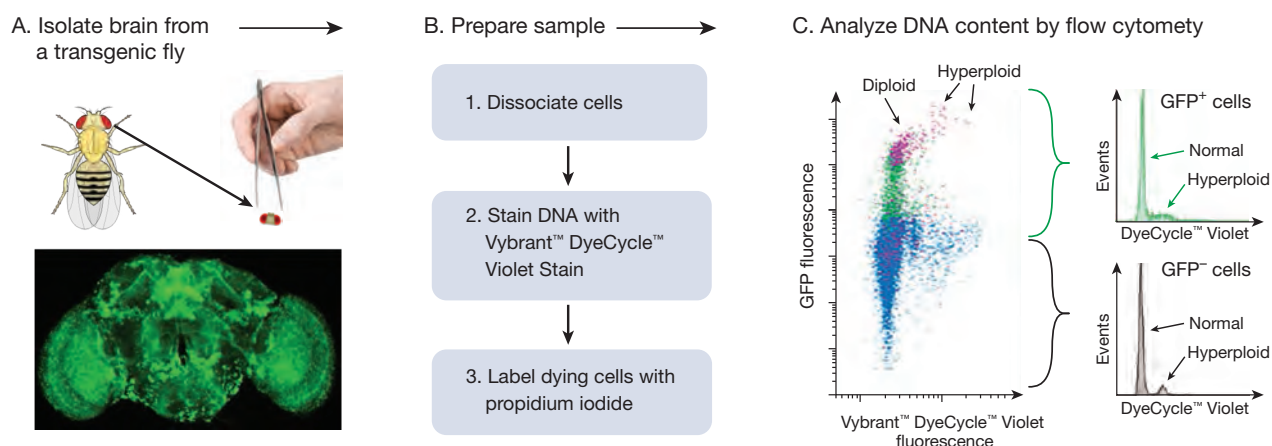 A. Isolate brain from
a transgenic fly
B. Prepare sample
1. Dissociate cells
2. Stain DNA with
Vybrant™ DyeCycle™
Violet Stain
3. Label dying cells with
propidium iodide
C. Analyze DNA content by flow cytomety
GFP fluorescence
Diploid
Hyperploid
Vybrant™ DyeCycle™ Violet
fluorescence
GFP+ cells
Events
Normal
Hyperploid
DyeCycle™ Violet
GFP– cells
Events
Normal
Hyperploid
DyeCycle™ Violet